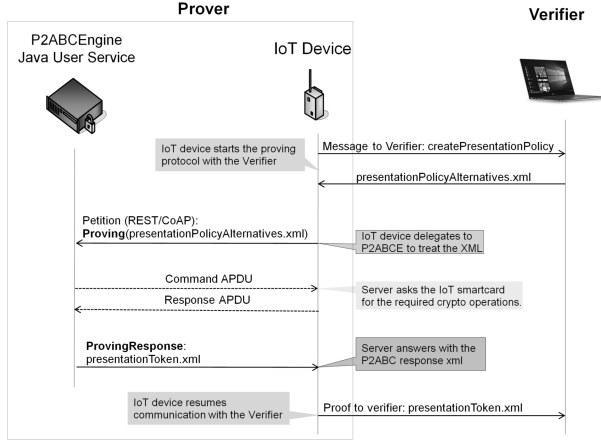 Prover
Verifier
P2ABCEngine
Java User Service
IoT Device
IoT device starts the proving
protocol with the Verifier
Message to Verifier: createPresentationPolicy
presentationPolicyAlternatives.xml
Petition (REST/CoAP):
Proving(presentationPolicyAlternatives.xml)
IoT device delegates to
P2ABCE to treat the XML
Command APDU
Response APDU
Server asks the IoT smartcard
for the required crypto operations.
ProvingResponse:
presentationToken.xml
Server answers with the
P2ABC response xml
IoT device resumes
communication with the Verifier
Proof to verifier: presentationToken.xml